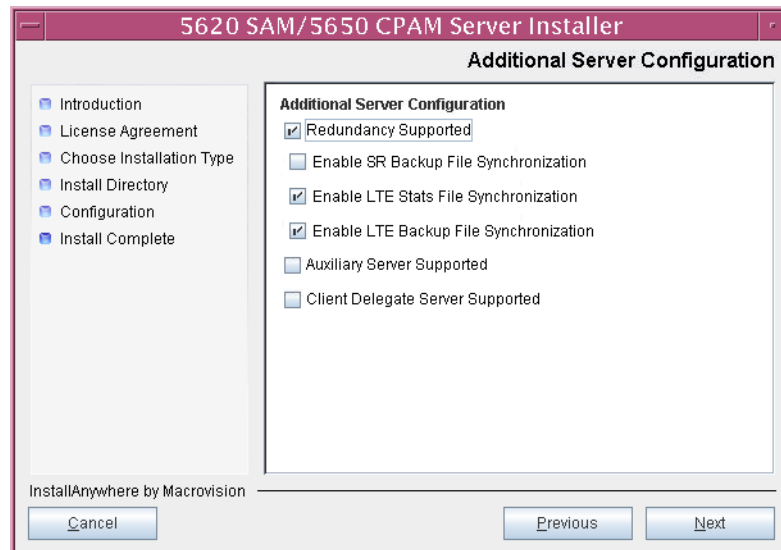 5620 SAM/5650 CPAM Server Installer
Additional Server Configuration
Introduction
License Agreement
Choose Installation Type
Install Directory
Configuration
Install Complete
Additional Server Configuration
Redundancy Supported
Enable SR Backup File Synchronization
Enable LTE Stats File Synchronization
Enable LTE Backup File Synchronization
Auxiliary Server Supported
Client Delegate Server Supported
InstallAnywhere by Macrovision
Cancel
Previous
Next